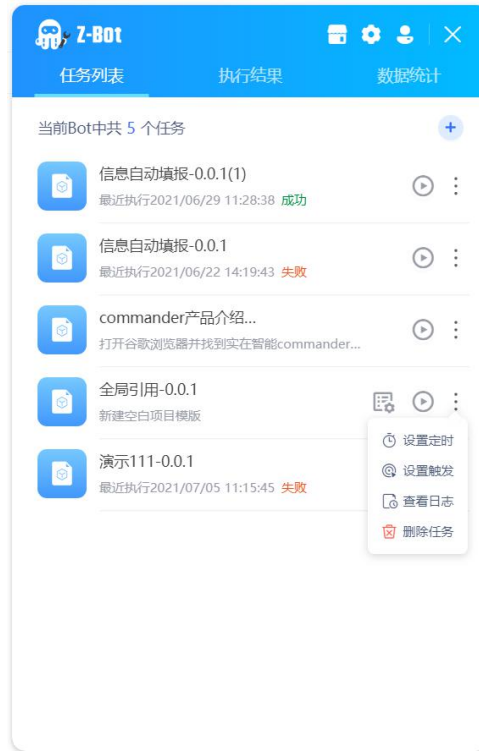 Z-Bot
任务列表 执行结果 数据统计
当前Bot中共 5 个任务
信息自动填报-0.0.1(1)
最近执行2021/06/29 11:28:38 成功
信息自动填报-0.0.1
最近执行2021/06/22 14:19:43 失败
commander产品介绍...
打开谷歌浏览器并找到实在智能commander...
全局引用-0.0.1
新建空白项目模版
设置定时
设置触发
查看日志
删除任务
演示111-0.0.1
最近执行2021/07/05 11:15:45 失败